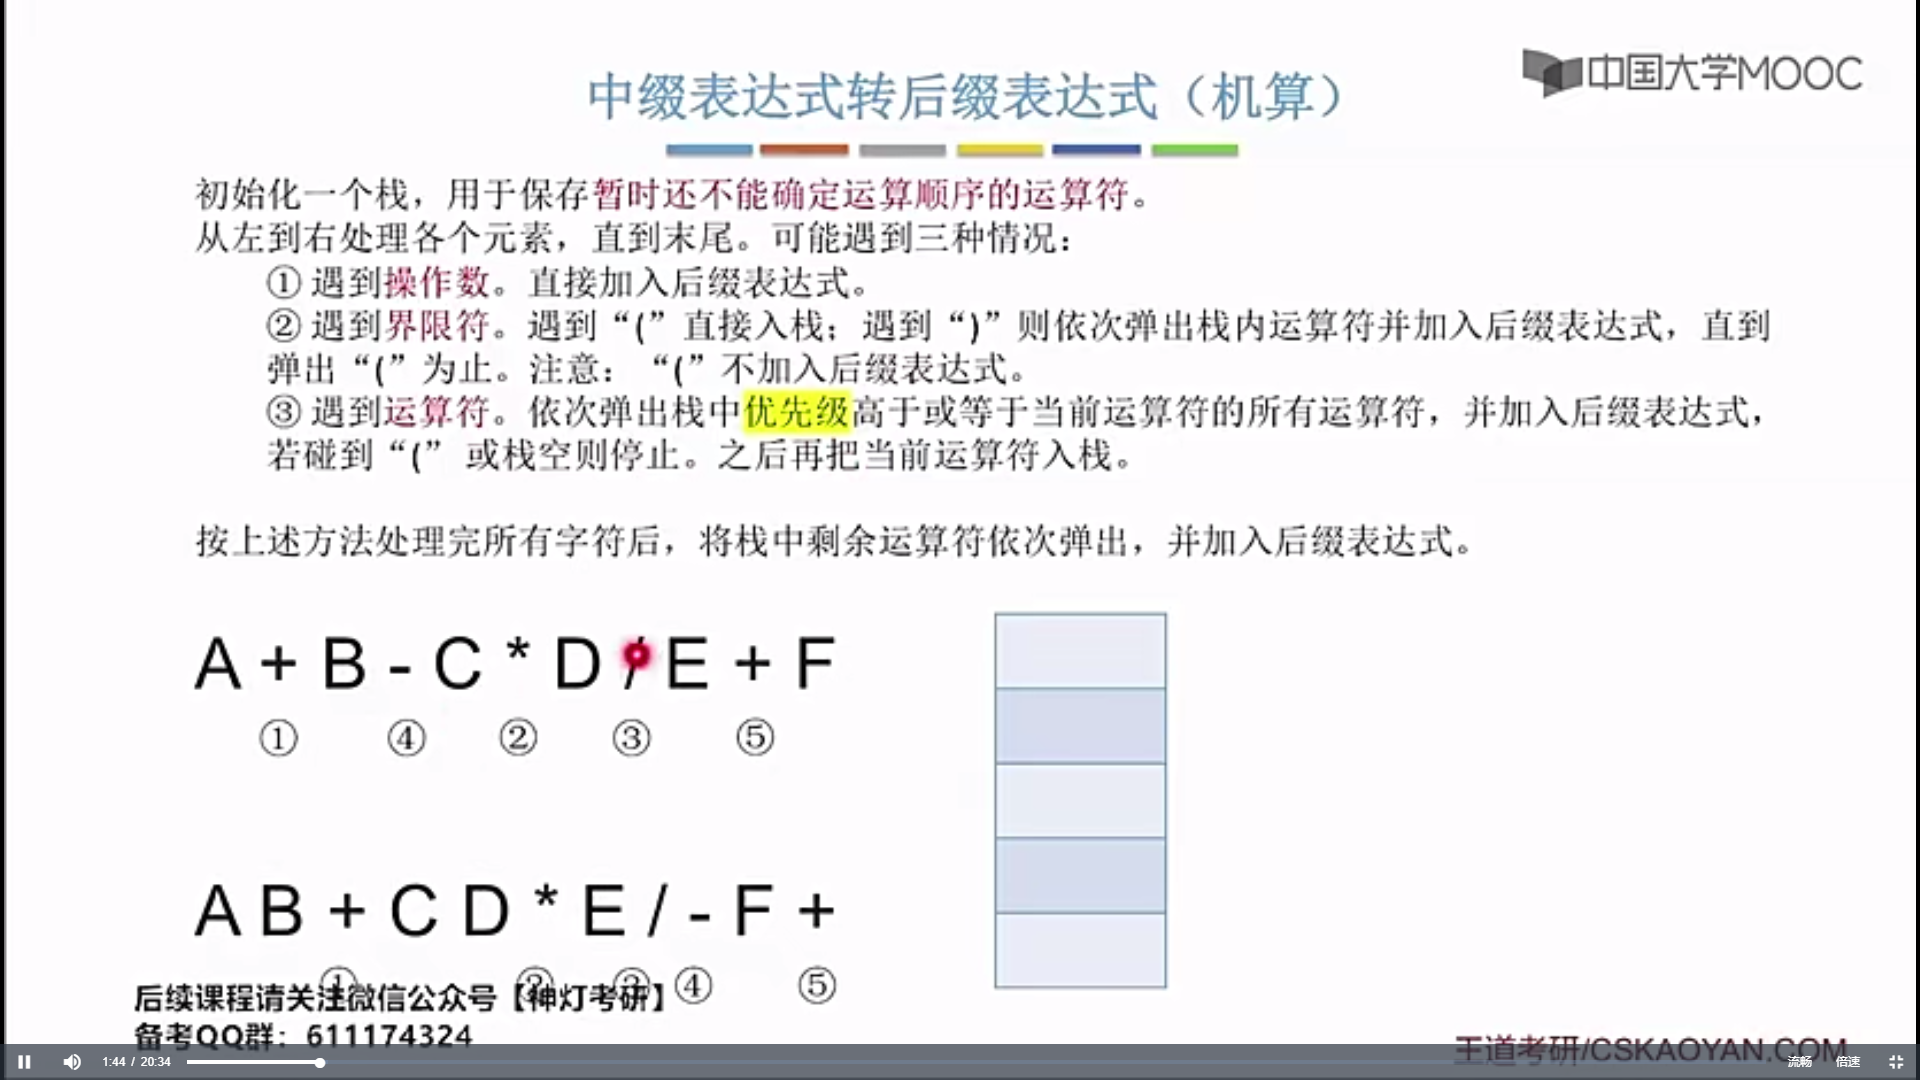 中国大学MOOC
中缀表达式转后缀表达式（机算）
初始化一个栈，用于保存暂时还不能确定运算顺序的运算符。
从左到右处理各个元素，直到末尾。可能遇到三种情况：
① 遇到操作数。直接加入后缀表达式。
② 遇到界限符。遇到“(”直接入栈；遇到“)”则依次弹出栈内运算符并加入后缀表达式，直到
弹出“(”为止。注意：“(”不加入后缀表达式。
③ 遇到运算符。依次弹出栈中优先级高于或等于当前运算符的所有运算符，并加入后缀表达式，
若碰到“(” 或栈空则停止。之后再把当前运算符入栈。
按上述方法处理完所有字符后，将栈中剩余运算符依次弹出，并加入后缀表达式。
A + B - C * D / E + F
① ④ ② ③ ⑤
A B + C D * E / - F +
① ② ③ ④ ⑤
后续课程请关注微信公众号【神灯考研】
备考QQ群：611174324
王道考研/CSKAOYAN.COM
1:44 / 20:34
流畅 倍速